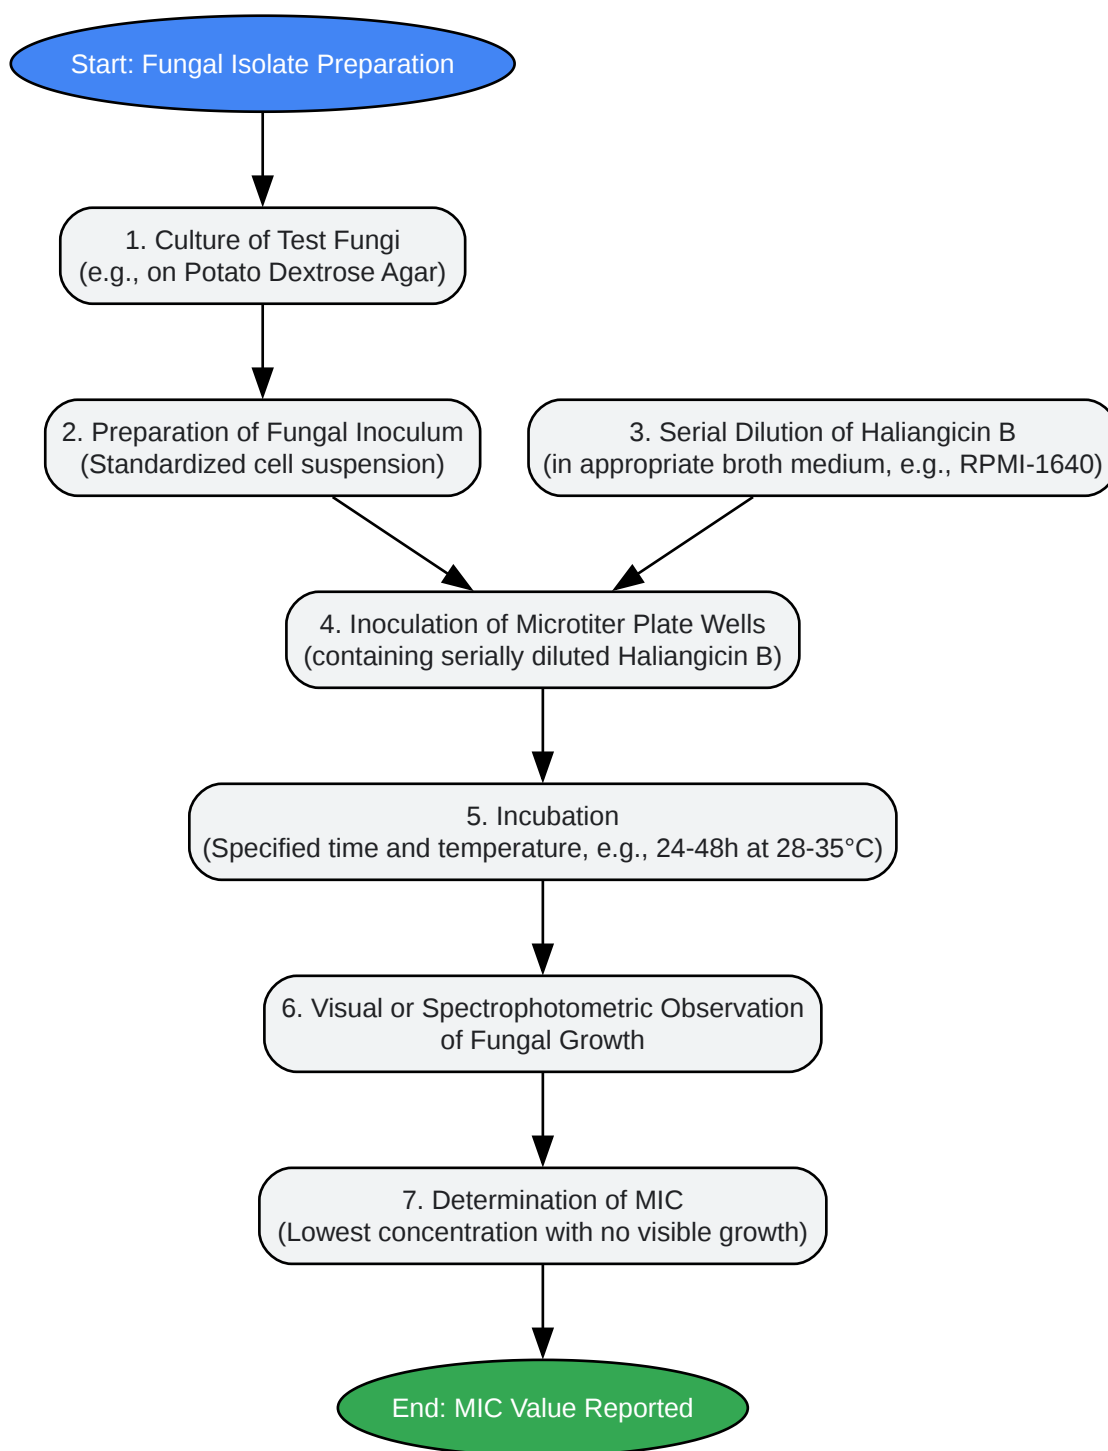 Start: Fungal Isolate Preparation
1. Culture of Test Fungi
(e.g., on Potato Dextrose Agar)
2. Preparation of Fungal Inoculum
(Standardized cell suspension)
3. Serial Dilution of Haliangicin B
(in appropriate broth medium, e.g., RPMI-1640)
4. Inoculation of Microtiter Plate Wells
(containing serially diluted Haliangicin B)
5. Incubation
(Specified time and temperature, e.g., 24-48h at 28-35°C)
6. Visual or Spectrophotometric Observation
of Fungal Growth
7. Determination of MIC
(Lowest concentration with no visible growth)
End: MIC Value Reported